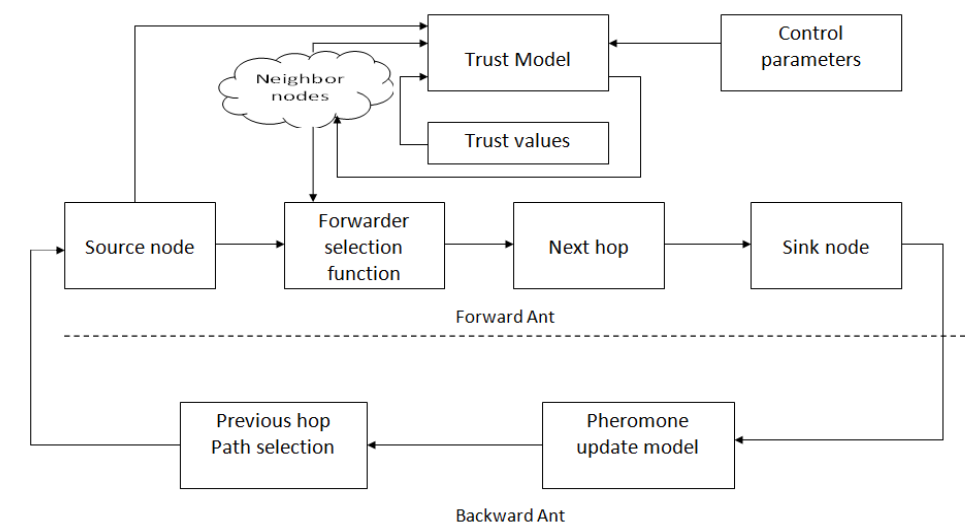 Control
parameters
Trust Model
Neighbor
nodes
Trust values
Source node
Forwarder
selection
function
Next hop
Sink node
Forward Ant
Previous hop
Path selection
Pheromone
update model
Backward Ant